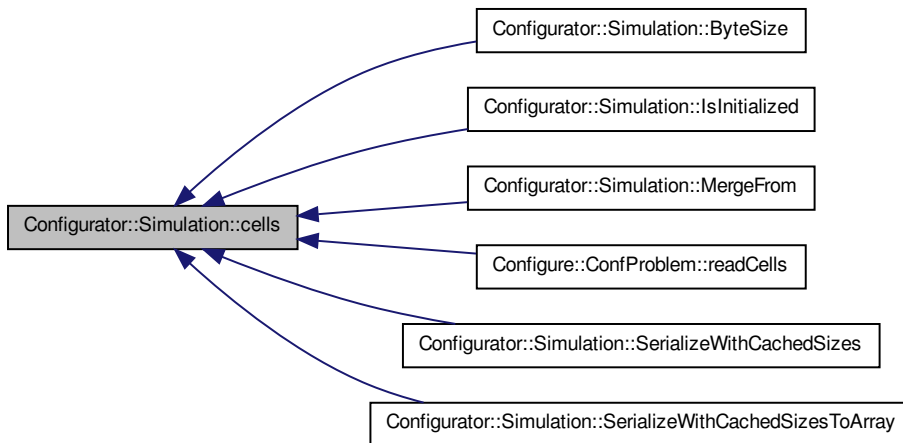 Configurator::Simulation::ByteSize
Configurator::Simulation::IsInitialized
Configurator::Simulation::MergeFrom
Configurator::Simulation::cells
Configure::ConfProblem::readCells
Configurator::Simulation::SerializeWithCachedSizes
Configurator::Simulation::SerializeWithCachedSizesToArray